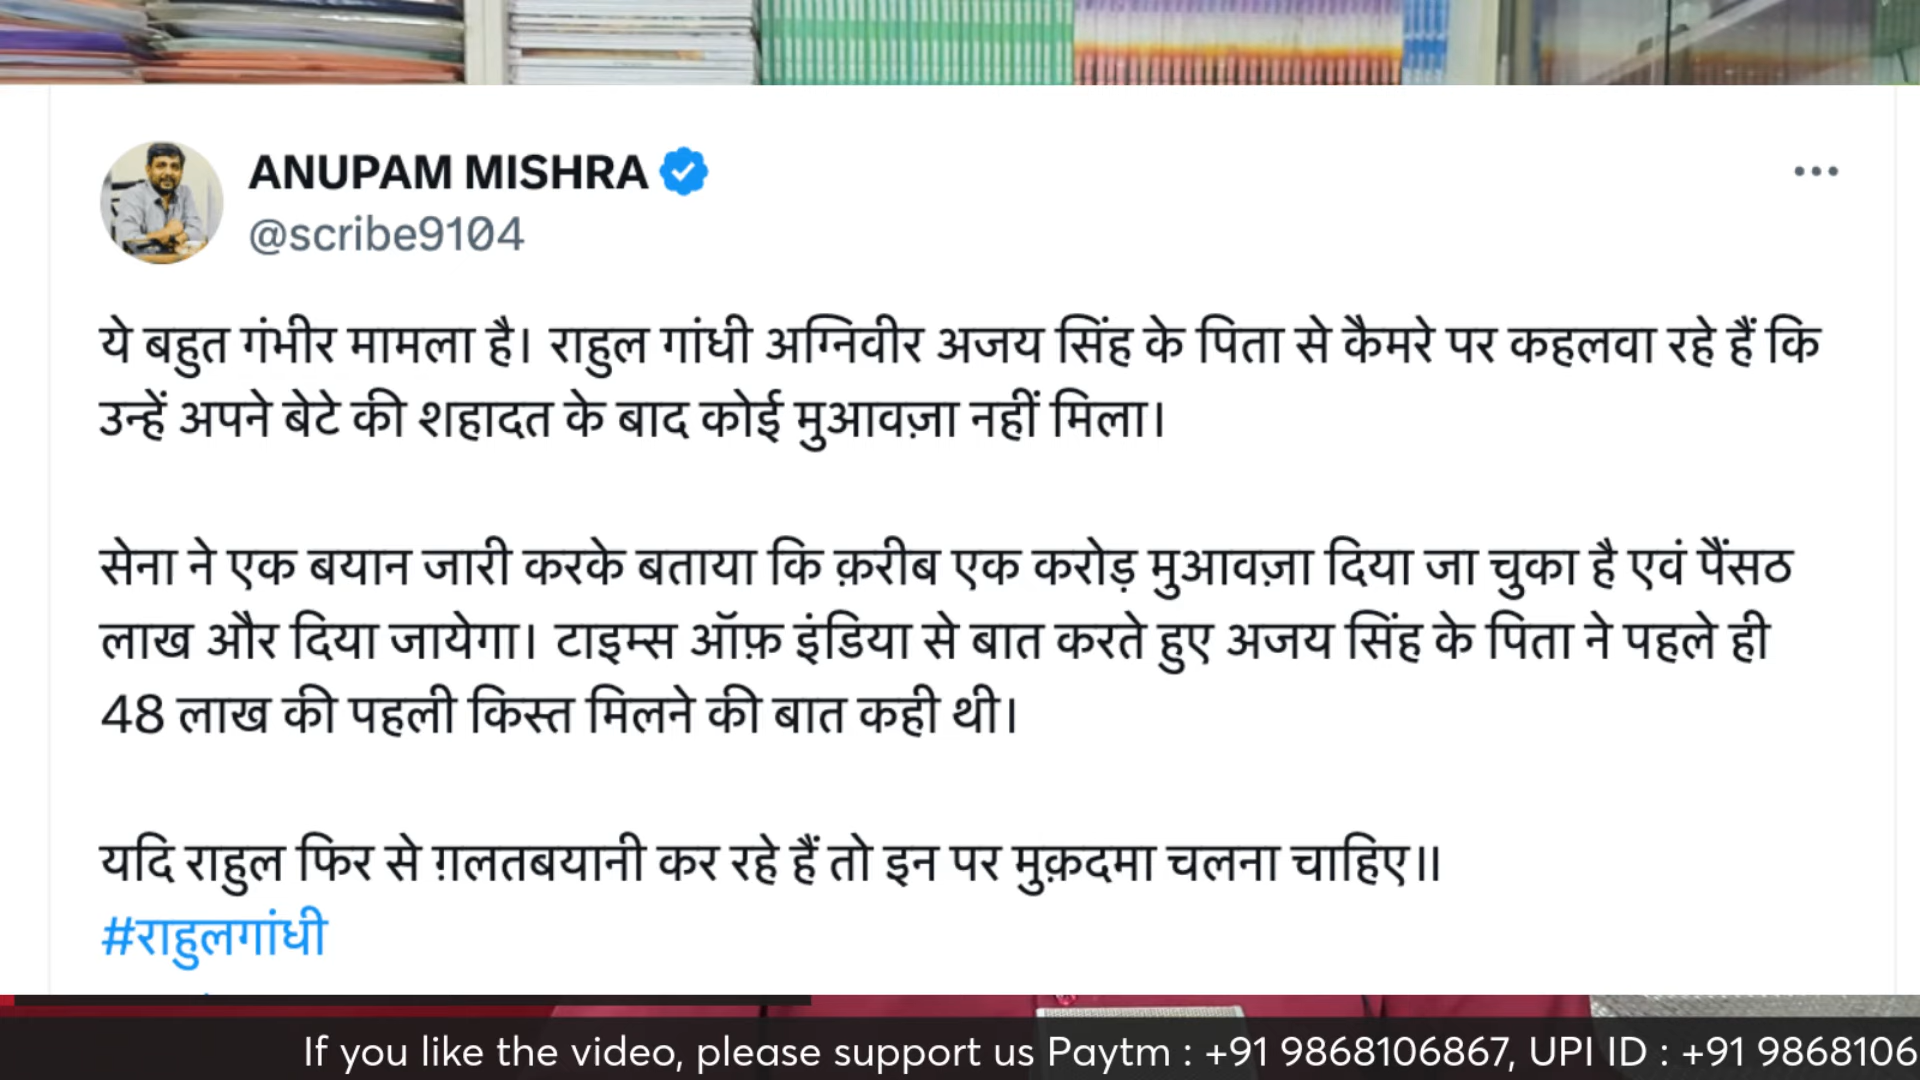 ANUPAM MISHRA
@scribe9104
ये बहुत गंभीर मामला है। राहुल गांधी अग्निवीर अजय सिंह के पिता से कैमरे पर कहलवा रहे हैं कि
उन्हें अपने बेटे की शहादत के बाद कोई मुआवज़ा नहीं मिला।
सेना ने एक बयान जारी करके बताया कि क़रीब एक करोड़ मुआवज़ा दिया जा चुका है एवं पैंसठ
लाख और दिया जायेगा। टाइम्स ऑफ़ इंडिया से बात करते हुए अजय सिंह के पिता ने पहले ही
48 लाख की पहली किस्त मिलने की बात कही थी।
यदि राहुल फिर से ग़लतबयानी कर रहे हैं तो इन पर मुक़दमा चलना चाहिए॥
#राहुलगांधी
If you like the video, please support us Paytm : +91 9868106867, UPI ID : +91 9868106